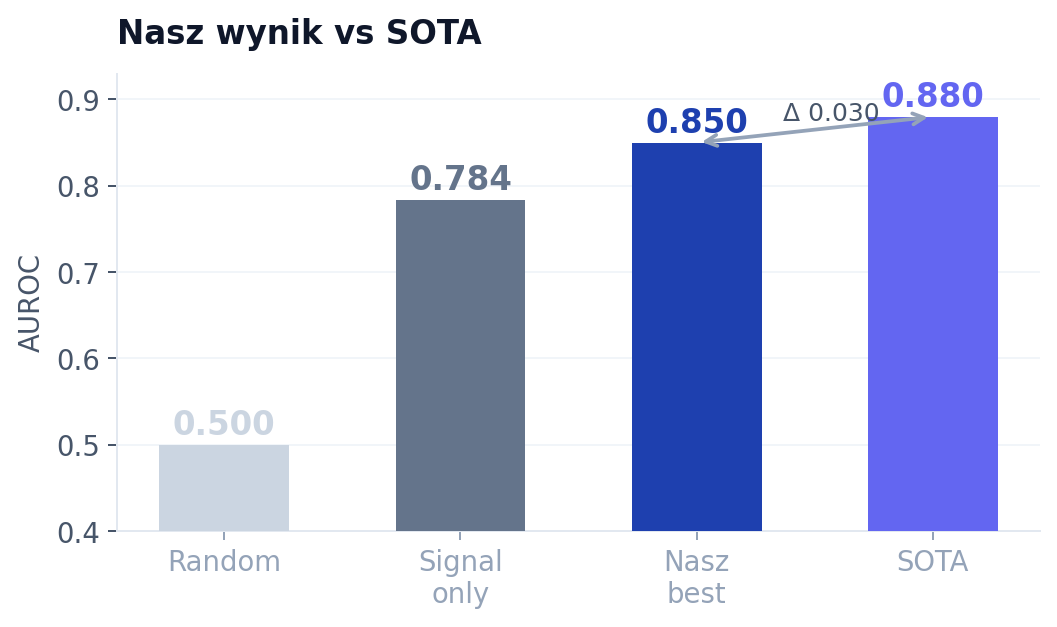 Nasz wynik vs SOTA
AUROC
0.9
0.8
0.7
0.6
0.5
0.4
0.500
0.784
0.850
Δ 0.030
0.880
Random
Signal
only
Nasz
best
SOTA